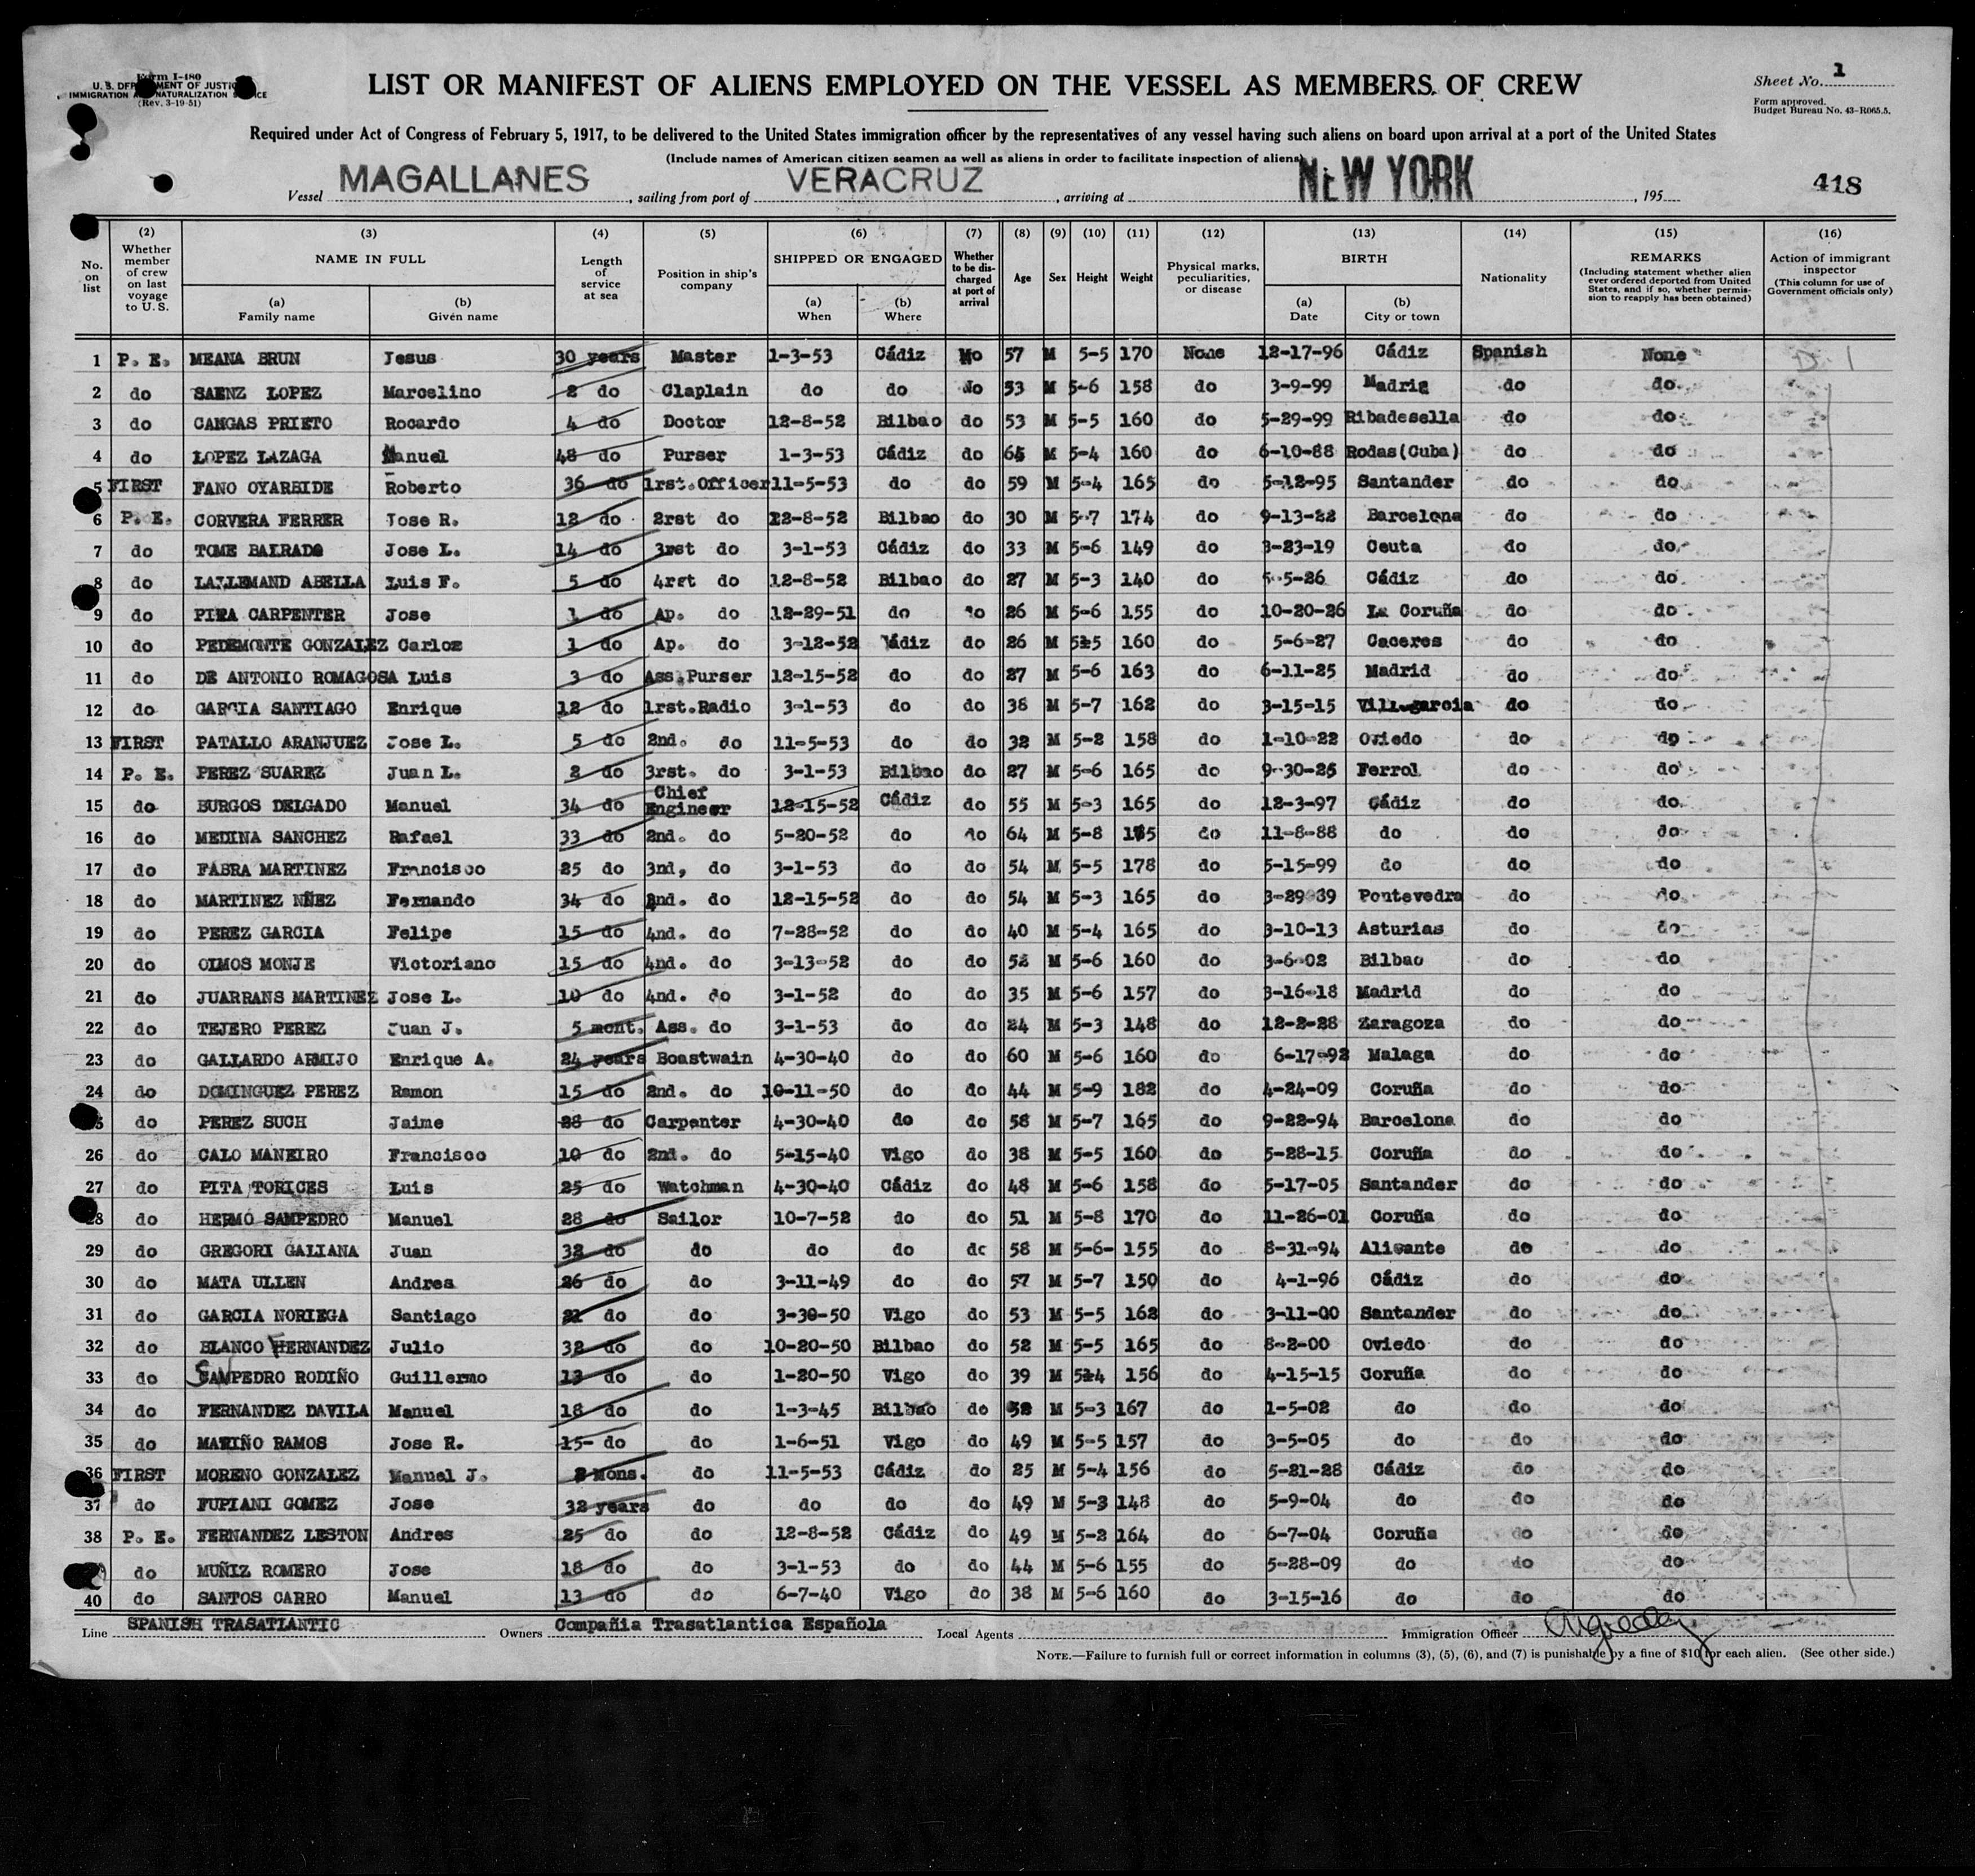 Form I-480
U. S. DEPARTMENT OF JUSTICE
IMMIGRATION AND NATURALIZATION SERVICE
(Rev. 3-19-51)
LIST OR MANIFEST OF ALIENS EMPLOYED ON THE VESSEL AS MEMBERS OF CREW
Sheet No. 1
Form approved.
Budget Bureau No. 43-R065.5.
Required under Act of Congress of February 5, 1917, to be delivered to the United States immigration officer by the representatives of any vessel having such aliens on board upon arrival at a port of the United States
(Include names of American citizen seamen as well as aliens in order to facilitate inspection of aliens)
Vessel MAGALLANES, sailing from port of VERACRUZ, arriving at NEW YORK, 195 418
(2) (3) (4) (5) (6) (7) (8) (9) (10) (11) (12) (13) (14) (15) (16)
No. on list Whether member of crew on last voyage to U. S. NAME IN FULL (a) Family name (b) Given name Length of service at sea Position in ship's company SHIPPED OR ENGAGED (a) When (b) Where Whether to be discharged at port of arrival Age Sex Height Weight Physical marks, peculiarities, or disease BIRTH (a) Date (b) City or town Nationality REMARKS (Including statement whether alien ever ordered deported from United States, and if so, whether permission to reapply has been obtained) Action of immigrant inspector (This column for use of Government officials only)
1 P. E. MEANA BRUN Jesus 30 years Master 1-3-53 Cádiz No 57 M 5-5 170 None 12-17-96 Cádiz Spanish None D-1
2 do SAENZ LOPEZ Marcelino 2 do Claplain do do do 53 M 5-6 158 do 3-9-99 Madrid do do
3 do CANGAS PRIETO Rocardo 4 do Doctor 12-8-52 Bilbao do 53 M 5-5 160 do 5-29-99 Ribadesella do do
4 do LOPEZ LAZAGA Manuel 48 do Purser 1-3-53 Cádiz do 64 M 5-4 160 do 6-10-88 Rodas(Cuba) do do
5 FIRST FANO OYARBIDE Roberto 36 do 1rst.Officer 11-5-53 do do 59 M 5-4 165 do 5-12-95 Santander do do
6 P. E. CORVERA FERRER Jose R. 12 do 2rst do 12-8-52 Bilbao do 30 M 5-7 174 do 9-13-22 Barcelona do do
7 do TOME BALRADO Jose L. 14 do 3rst do 3-1-53 Cádiz do 33 M 5-6 149 do 3-23-19 Ceuta do do
8 do LALLEMAND ABELLA Luis F. 5 do 4rst do 12-8-52 Bilbao do 27 M 5-3 140 do 5-5-26 Cádiz do do
9 do PITA CARPENTER Jose 1 do Ap. do 12-29-51 do do 26 M 5-6 155 do 10-20-26 La Coruña do do
10 do PEDEMONTE GONZALEZ Carlos 1 do Ap. do 3-12-52 Cádiz do 26 M 5-5 160 do 5-6-27 Caceres do do
11 do DE ANTONIO ROMAGOSA Luis 3 do Ass.Purser 12-15-52 do do 27 M 5-6 163 do 6-11-25 Madrid do do
12 do GARCIA SANTIAGO Enrique 12 do 1rst.Radio 3-1-53 do do 38 M 5-7 162 do 3-15-15 Villagarcia do do
13 FIRST PATALLO ARANJUEZ Jose L. 5 do 2nd. do 11-5-53 do do 32 M 5-2 158 do 1-10-22 Oviedo do do
14 P. E. PEREZ SUAREZ Juan L. 2 do 3rst. do 3-1-53 Bilbao do 27 M 5-6 165 do 9-30-25 Ferrol do do
15 do BURGOS DELGADO Manuel 34 do Chief Engineer 12-15-52 Cádiz do 55 M 5-3 165 do 12-3-97 Cádiz do do
16 do MEDINA SANCHEZ Rafael 33 do 2nd. do 5-20-52 do do 64 M 5-8 175 do 11-8-88 do do do
17 do FABRA MARTINEZ Francisco 25 do 3nd, do 3-1-53 do do 54 M 5-5 178 do 5-15-99 do do do
18 do MARTINEZ NÑEZ Fernando 34 do nd. do 12-15-52 do do 54 M 5-3 165 do 3-29-39 Pontevedra do do
19 do PEREZ GARCIA Felipe 15 do 4nd. do 7-28-52 do do 40 M 5-4 165 do 3-10-13 Asturias do do
20 do OLMOS MONJE Victoriano 15 do 4nd. do 3-13-52 do do 52 M 5-6 160 do 3-6-02 Bilbao do do
21 do JUARRANS MARTINEZ Jose L. 10 do 4nd. do 3-1-52 do do 35 M 5-6 157 do 3-16-18 Madrid do do
22 do TEJERO PEREZ Juan J. 5 mont. Ass. do 3-1-53 do do 24 M 5-3 148 do 12-2-28 Zaragoza do do
23 do GALLARDO ARMIJO Enrique A. 24 years Boastwain 4-30-40 do do 60 M 5-6 160 do 6-17-92 Malaga do do
24 do DOMINGUEZ PEREZ Ramon 15 do 2nd. do 10-11-50 do do 44 M 5-9 182 do 4-24-09 Coruña do do
25 do PEREZ SUCH Jaime 28 do Carpenter 4-30-40 do do 58 M 5-7 165 do 9-22-94 Barcelona do do
26 do CALO MANEIRO Francisco 10 do 2nd. do 5-15-40 Vigo do 38 M 5-5 160 do 5-28-15 Coruña do do
27 do PITA TORICES Luis 25 do Watchman 4-30-40 Cádiz do 48 M 5-6 158 do 5-17-05 Santander do do
28 do HERMO SAMPEDRO Manuel 28 do Sailor 10-7-52 do do 51 M 5-8 170 do 11-26-01 Coruña do do
29 do GREGORI GALIANA Juan 32 do do do do do 58 M 5-6- 155 do 8-31-94 Alicante do do
30 do MATA ULLEN Andres 26 do do 3-11-49 do do 57 M 5-7 150 do 4-1-96 Cádiz do do
31 do GARCIA NORIEGA Santiago 21 do do 3-30-50 Vigo do 53 M 5-5 162 do 3-11-00 Santander do do
32 do BLANCO HERNANDEZ Julio 32 do do 10-20-50 Bilbao do 52 M 5-5 165 do 8-2-00 Oviedo do do
33 do SAMPEDRO RODIÑO Guillermo 13 do do 1-20-50 Vigo do 39 M 5-4 156 do 4-15-15 Coruña do do
34 do FERNANDEZ DAVILA Manuel 18 do do 1-3-45 Bilbao do 52 M 5-3 167 do 1-5-02 do do do
35 do MARIÑO RAMOS Jose R. 15- do do 1-6-51 Vigo do 49 M 5-5 157 do 3-5-05 do do do
36 FIRST MORENO GONZALEZ Manuel J. 2 Mons. do 11-5-53 Cádiz do 25 M 5-4 156 do 5-21-28 Cádiz do do
37 do FUPIANI GOMEZ Jose 32 years do do do do 49 M 5-3 148 do 5-9-04 do do do
38 P. E. FERNANDEZ LESTON Andres 25 do do 12-8-52 Cádiz do 49 M 5-2 164 do 6-7-04 Coruña do do
do MUÑIZ ROMERO Jose 18 do do 3-1-53 do do 44 M 5-6 155 do 5-28-09 do do do
40 do SANTOS CARRO Manuel 13 do do 6-7-40 Vigo do 38 M 5-6 160 do 3-15-16 do do do
Line SPANISH TRASATLANTIC Owners Compañia Trasatlantica Española Local Agents Immigration Officer
NOTE.—Failure to furnish full or correct information in columns (3), (5), (6), and (7) is punishable by a fine of $10 for each alien. (See other side.)